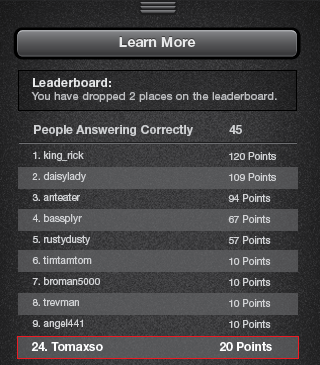 Learn More
Leaderboard:
You have dropped 2 places on the leaderboard.
People Answering Correctly 45
1. king_rick 120 Points
2. daisylady 109 Points
3. anteater 94 Points
4. bassplyr 67 Points
5. rustydusty 57 Points
6. timtamtom 10 Points
7. broman5000 10 Points
8. trevman 10 Points
9. angel441 10 Points
24. Tomaxso 20 Points